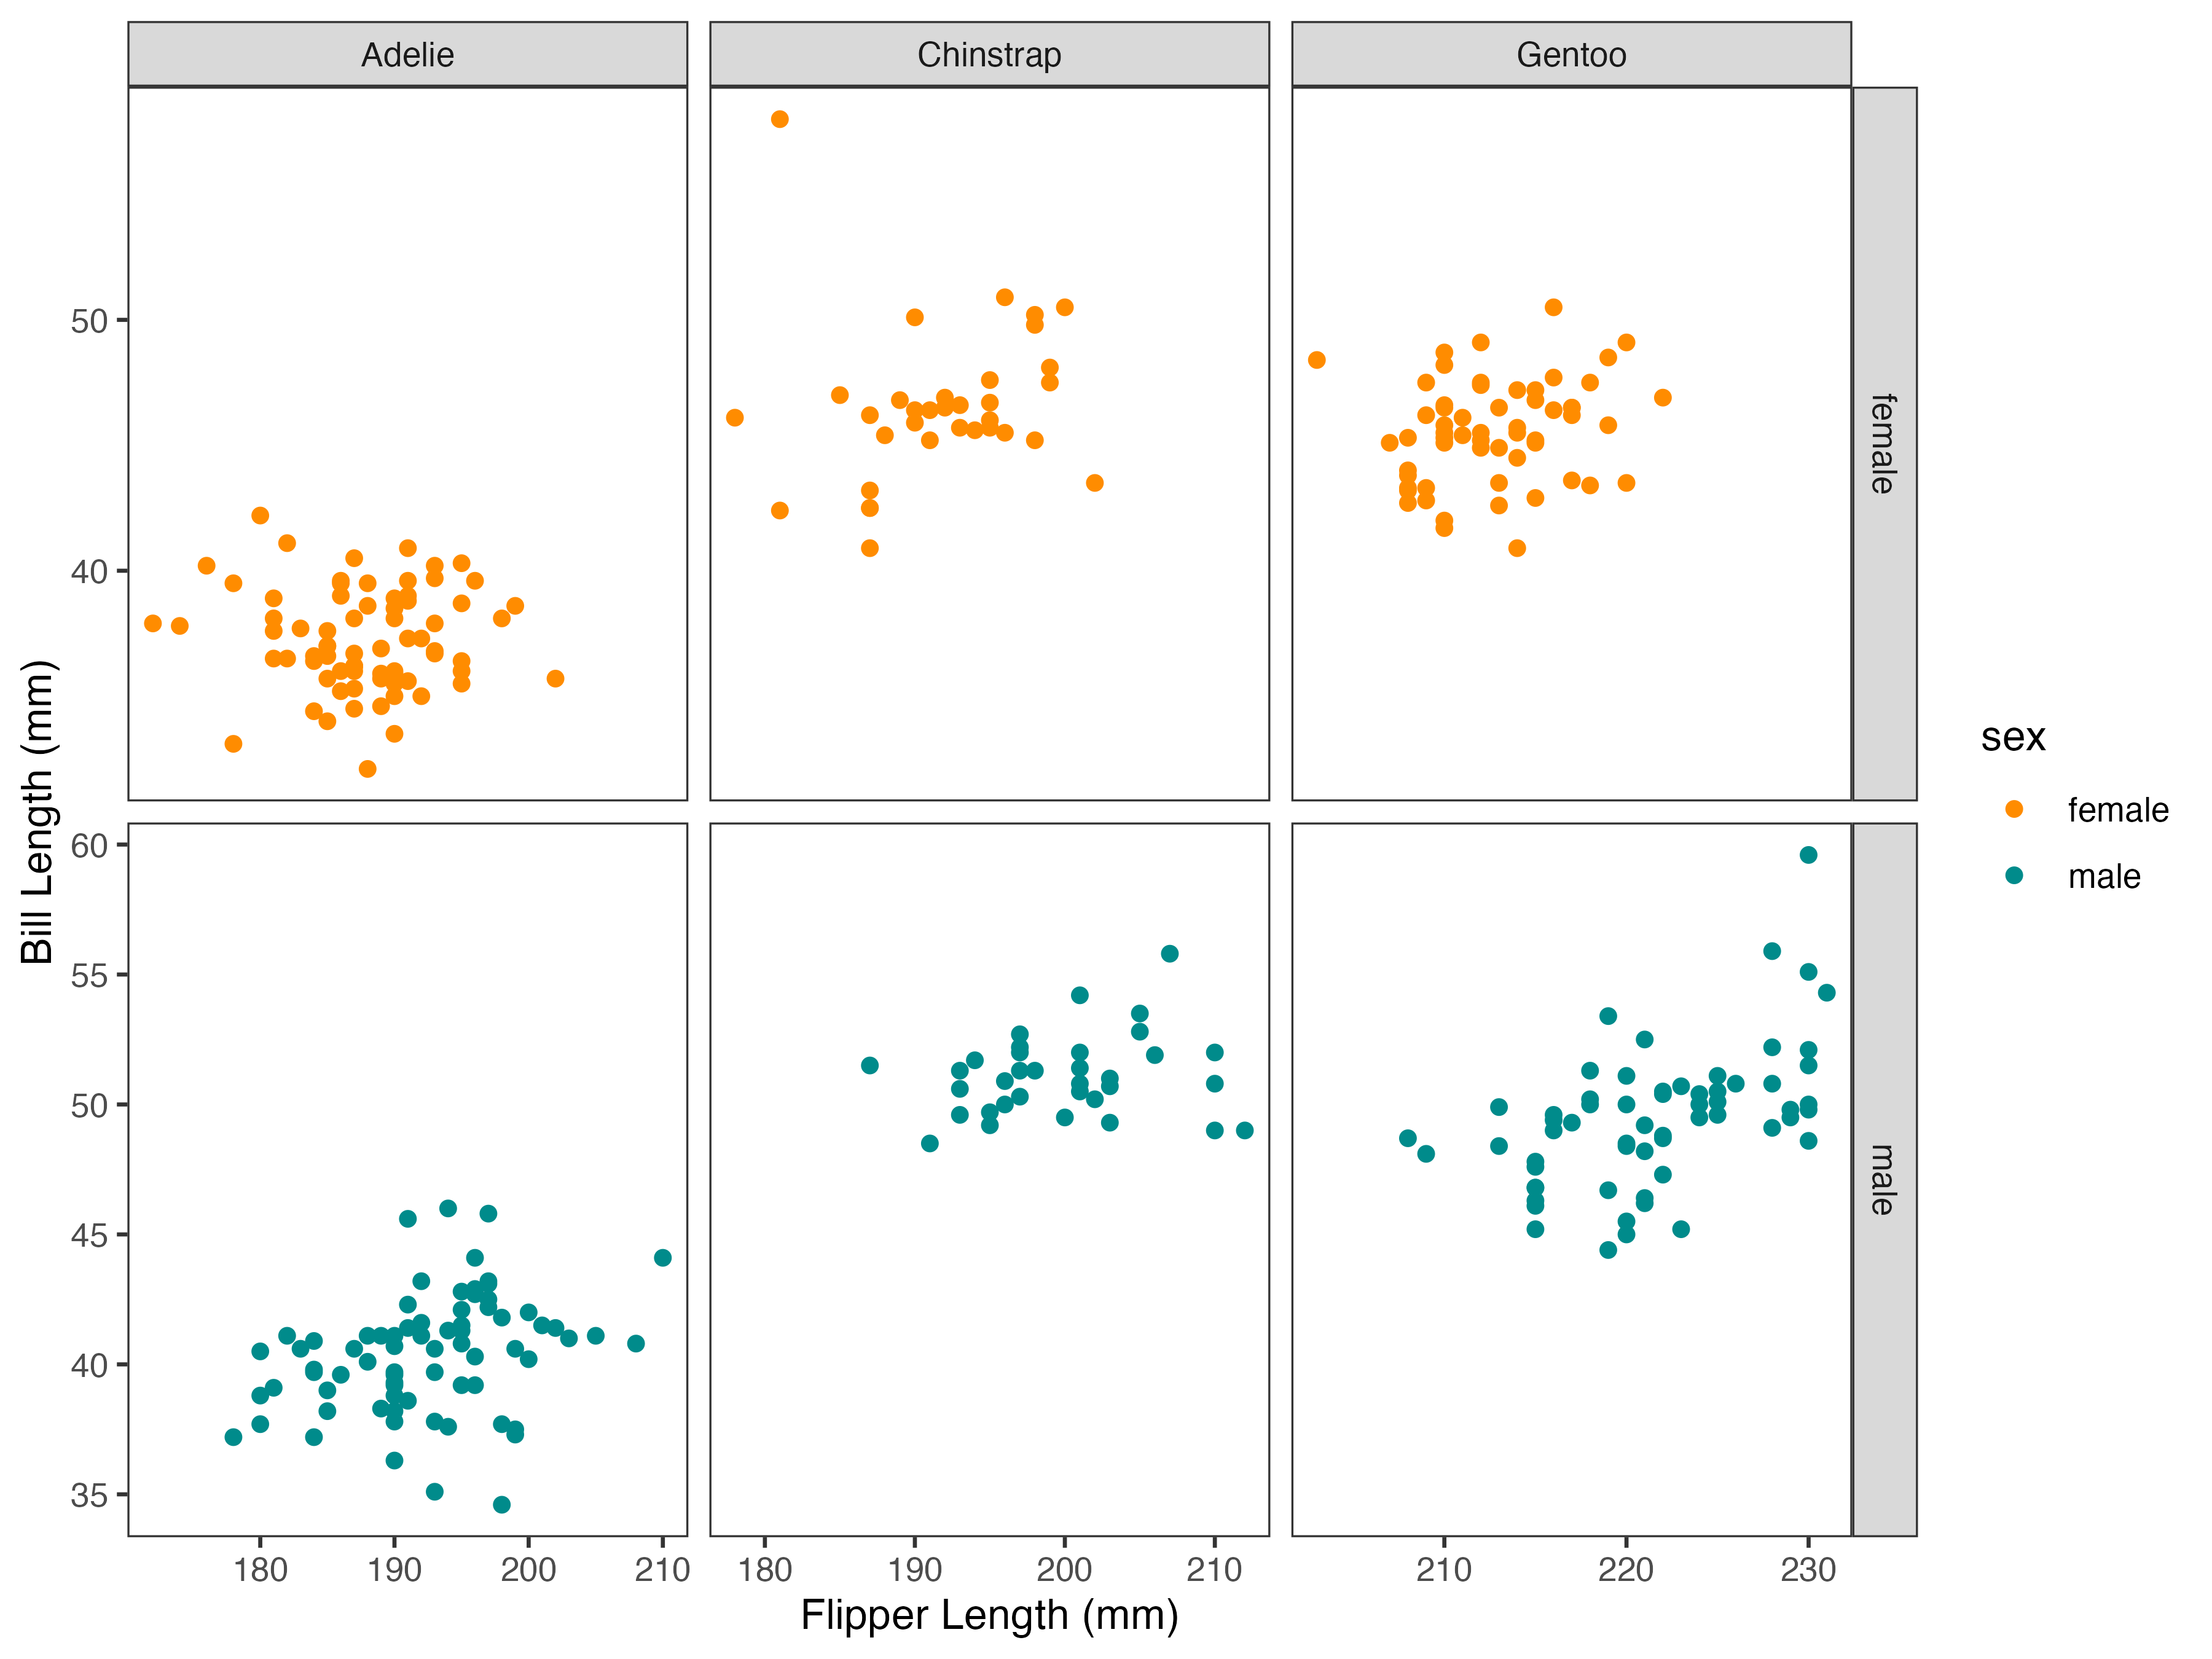 Adelie Chinstrap Gentoo
50
40
female
Bill Length (mm)
60
55
50
45
40
35
male
180 190 200 210 180 190 200 210 210 220 230
Flipper Length (mm)
sex
female
male